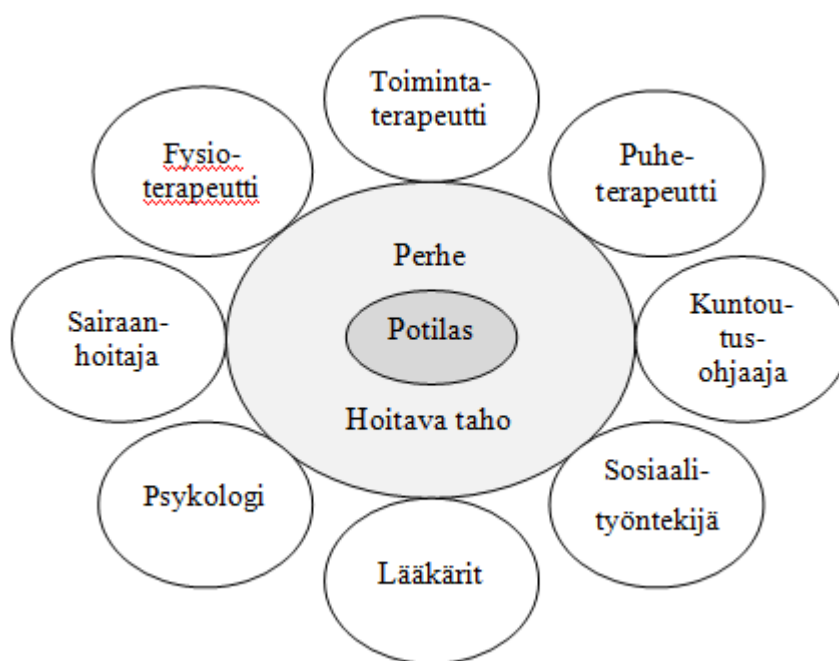 Toiminta-
terapeutti
Fysio-
terapeutti
Puhe-
terapeutti
Perhe
Sairaan-
hoitaja
Potilas
Kuntou-
tus-
ohjaaja
Hoitava taho
Psykologi
Sosiaali-
työntekijä
Lääkärit